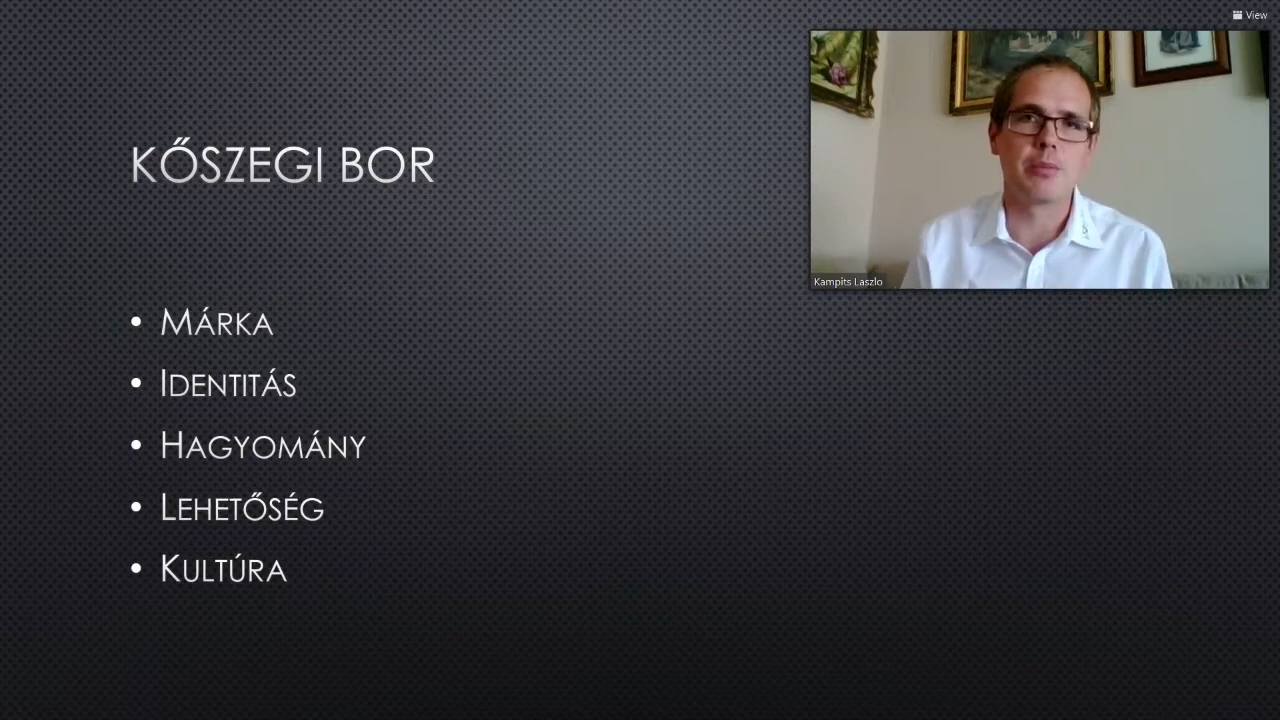 View
KŐSZEGI BOR
Kampits Laszlo
• MÁRKA
• IDENTITÁS
• HAGYOMÁNY
• LEHETŐSÉG
• KULTÚRA